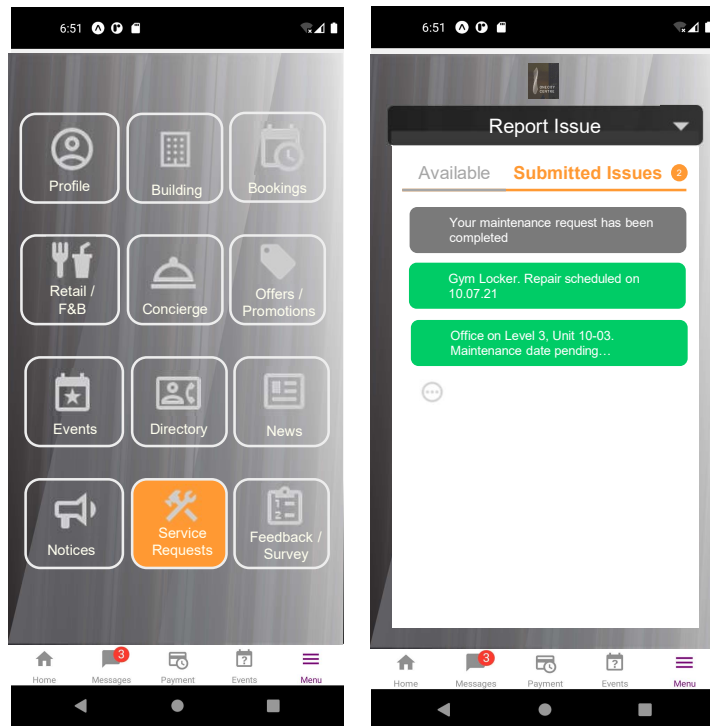 6:51
Profile
Building
Bookings
Retail /
F&B
Concierge
Offers /
Promotions
Events
Directory
News
Notices
Service
Requests
Feedback /
Survey
3
Home
Messages
Payment
Events
Menu
6:51
Report Issue
Available
Submitted Issues
2
Your maintenance request has been
completed
Gym Locker. Repair scheduled on
10.07.21
Office on Level 3, Unit 10-03.
Maintenance date pending…
3
Home
Messages
Payment
Events
Menu